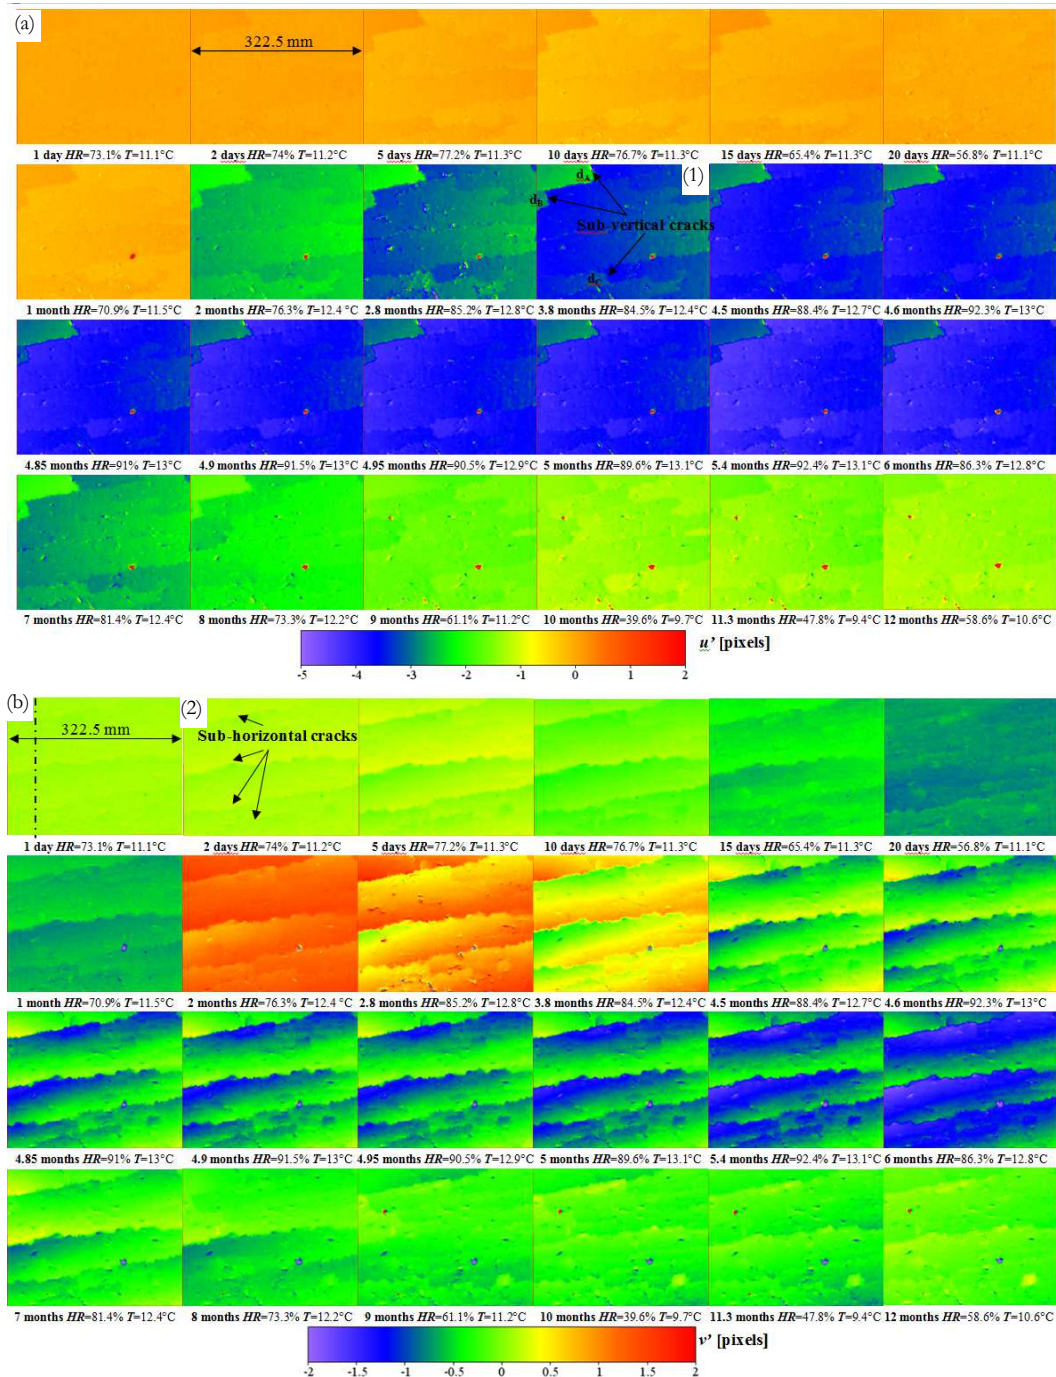 (a)
322.5 mm
1 day HR=73.1% T=11.1°C
2 days HR=74% T=11.2°C
5 days HR=77.2% T=11.3°C
10 days HR=76.7% T=11.3°C
15 days HR=65.4% T=11.3°C
20 days HR=56.8% T=11.1°C
(1)
dA
dB
Sub-vertical cracks
dC
1 month HR=70.9% T=11.5°C
2 months HR=76.3% T=12.4 °C
2.8 months HR=85.2% T=12.8°C
3.8 months HR=84.5% T=12.4°C
4.5 months HR=88.4% T=12.7°C
4.6 months HR=92.3% T=13°C
4.85 months HR=91% T=13°C
4.9 months HR=91.5% T=13°C
4.95 months HR=90.5% T=12.9°C
5 months HR=89.6% T=13.1°C
5.4 months HR=92.4% T=13.1°C
6 months HR=86.3% T=12.8°C
7 months HR=81.4% T=12.4°C
8 months HR=73.3% T=12.2°C
9 months HR=61.1% T=11.2°C
10 months HR=39.6% T=9.7°C
11.3 months HR=47.8% T=9.4°C
12 months HR=58.6% T=10.6°C
u’ [pixels]
-5 -4 -3 -2 -1 0 1 2
(b)
322.5 mm
(2)
Sub-horizontal cracks
1 day HR=73.1% T=11.1°C
2 days HR=74% T=11.2°C
5 days HR=77.2% T=11.3°C
10 days HR=76.7% T=11.3°C
15 days HR=65.4% T=11.3°C
20 days HR=56.8% T=11.1°C
1 month HR=70.9% T=11.5°C
2 months HR=76.3% T=12.4 °C
2.8 months HR=85.2% T=12.8°C
3.8 months HR=84.5% T=12.4°C
4.5 months HR=88.4% T=12.7°C
4.6 months HR=92.3% T=13°C
4.85 months HR=91% T=13°C
4.9 months HR=91.5% T=13°C
4.95 months HR=90.5% T=12.9°C
5 months HR=89.6% T=13.1°C
5.4 months HR=92.4% T=13.1°C
6 months HR=86.3% T=12.8°C
7 months HR=81.4% T=12.4°C
8 months HR=73.3% T=12.2°C
9 months HR=61.1% T=11.2°C
10 months HR=39.6% T=9.7°C
11.3 months HR=47.8% T=9.4°C
12 months HR=58.6% T=10.6°C
v’ [pixels]
-2 -1.5 -1 -0.5 0 0.5 1 1.5 2